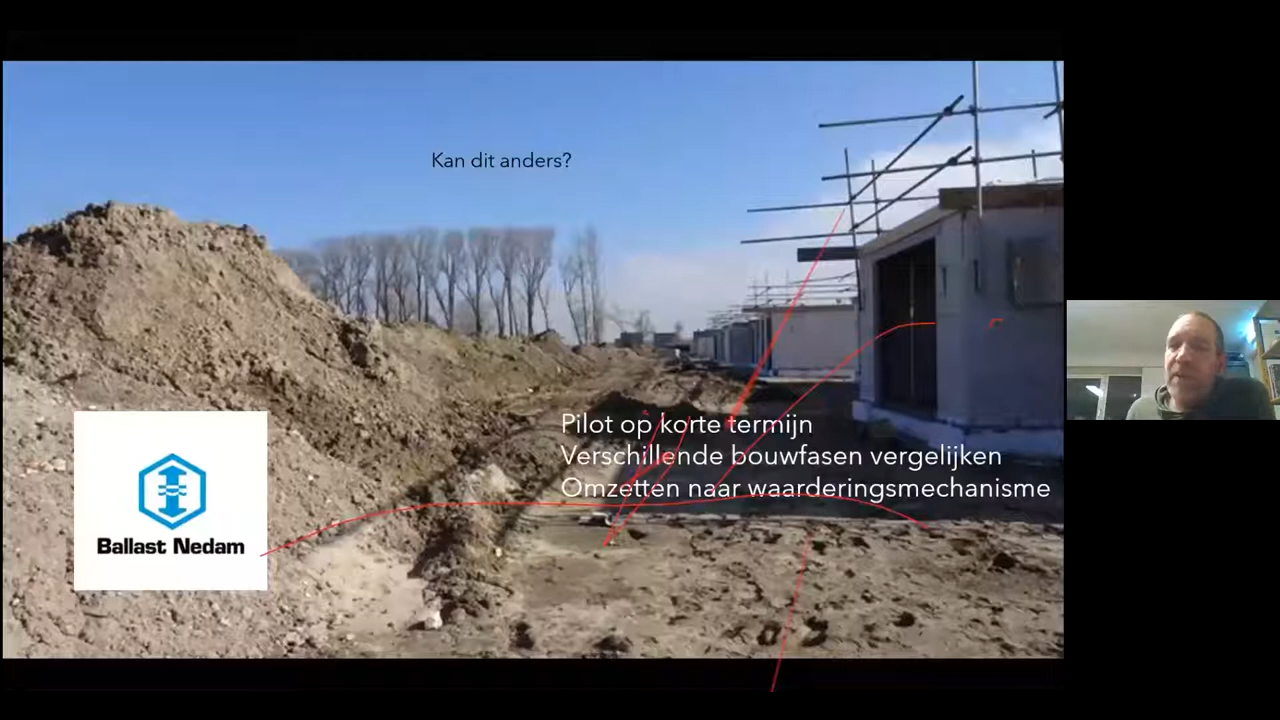 Kan dit anders?
Pilot op korte termijn
Verschillende bouwfasen vergelijken
Omzetten naar waarderingsmechanisme
Ballast Nedam